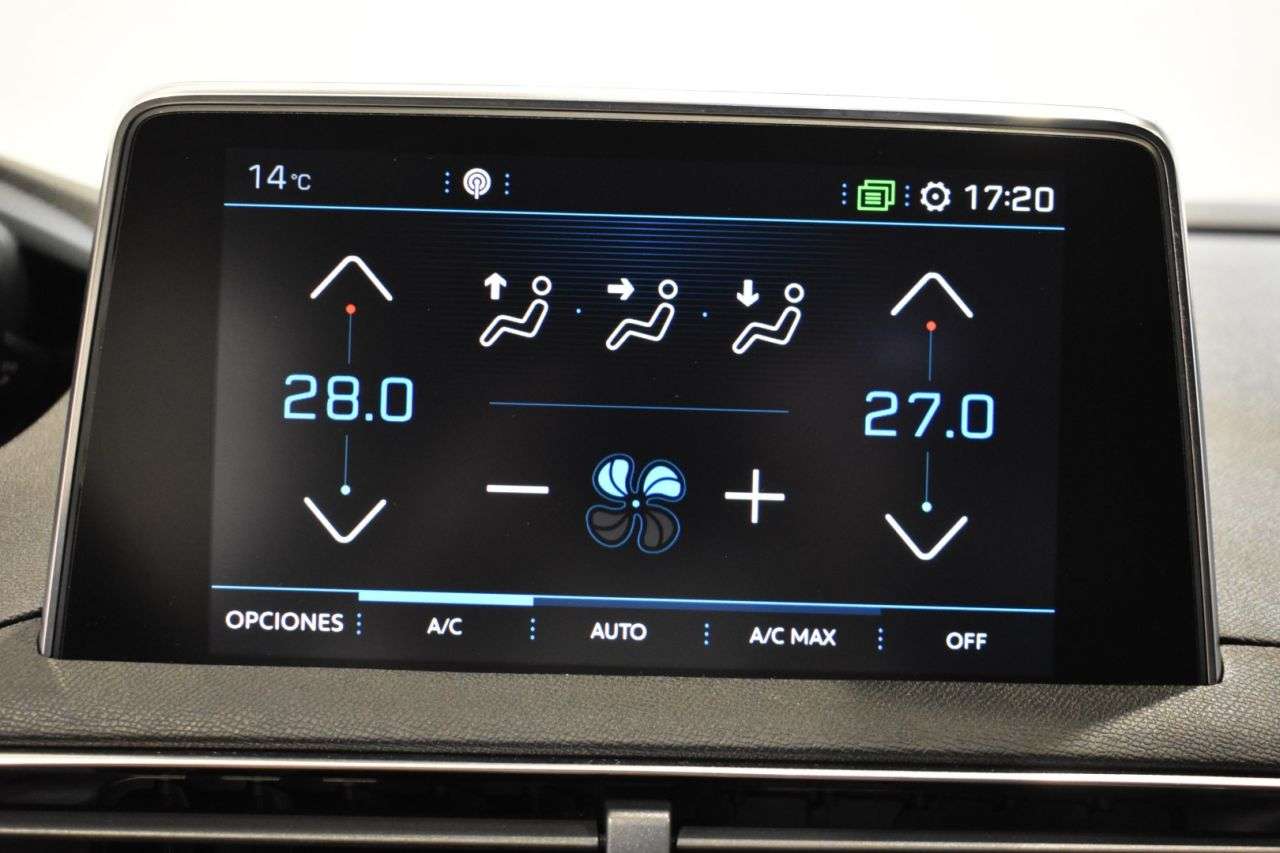 14°C 17:20
28.0 27.0
OPCIONES A/C AUTO A/C MAX OFF